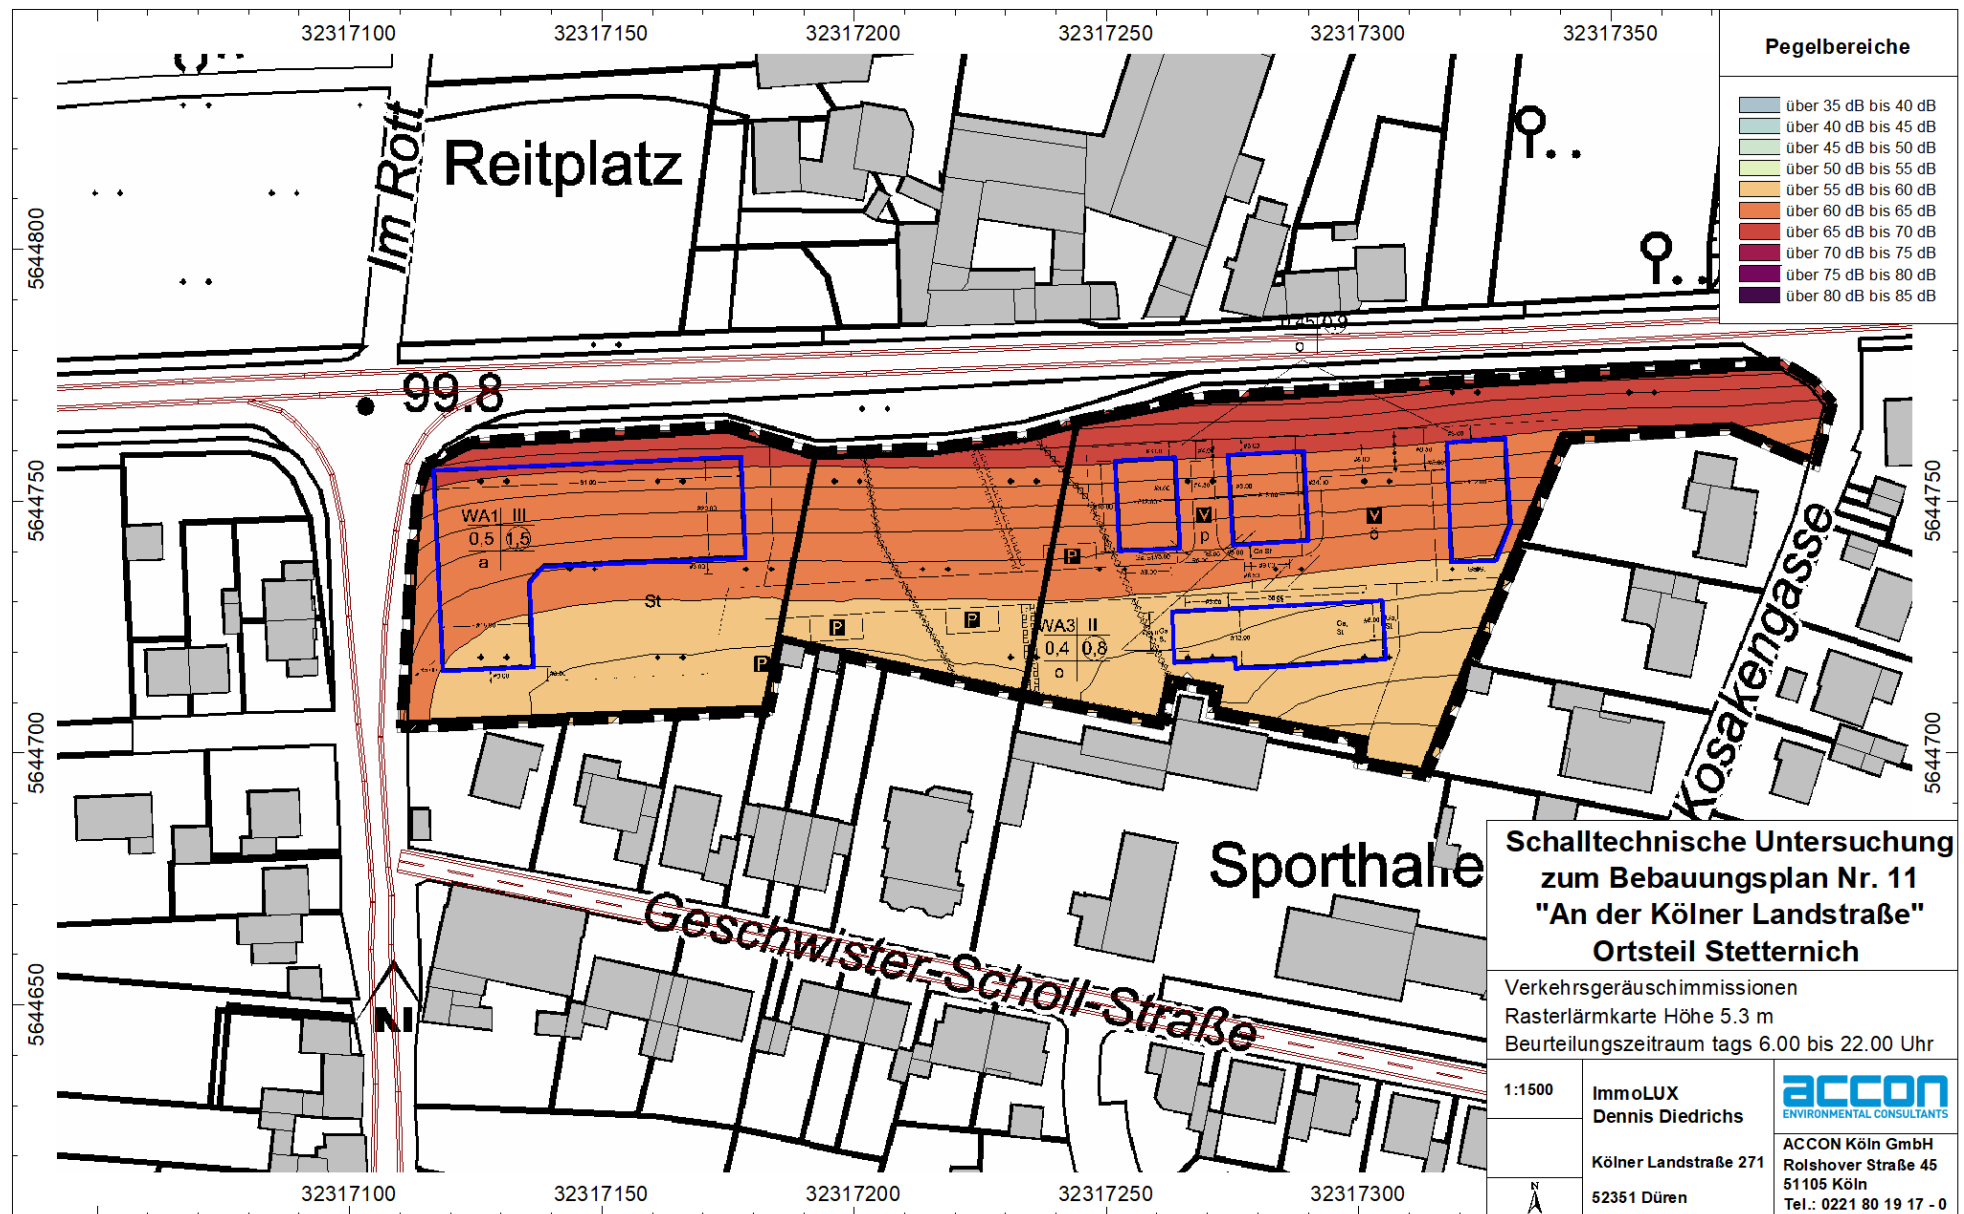 32317100 32317150 32317200 32317250 32317300 32317350
Pegelbereiche
über 35 dB bis 40 dB
über 40 dB bis 45 dB
über 45 dB bis 50 dB
über 50 dB bis 55 dB
über 55 dB bis 60 dB
über 60 dB bis 65 dB
über 65 dB bis 70 dB
über 70 dB bis 75 dB
über 75 dB bis 80 dB
über 80 dB bis 85 dB
Im Rott
Reitplatz
5644800
99.8
5644750
5644750
WA1 III
0,5 1,5
a
St
V
p
V
ö
P
P
P
P
WA3 II
0,4 0,8
o
Kosakengasse
5644700
5644700
Sporthalle
Geschwister-Scholl-Straße
5644650
Schalltechnische Untersuchung
zum Bebauungsplan Nr. 11
"An der Kölner Landstraße"
Ortsteil Stetternich
Verkehrsgeräuschimmissionen
Rasterlärmkarte Höhe 5.3 m
Beurteilungszeitraum tags 6.00 bis 22.00 Uhr
1:1500
ImmoLUX
Dennis Diedrichs
Kölner Landstraße 271
52351 Düren
accon
ENVIRONMENTAL CONSULTANTS
ACCON Köln GmbH
Rolshover Straße 45
51105 Köln
Tel.: 0221 80 19 17 - 0
N
32317100 32317150 32317200 32317250 32317300